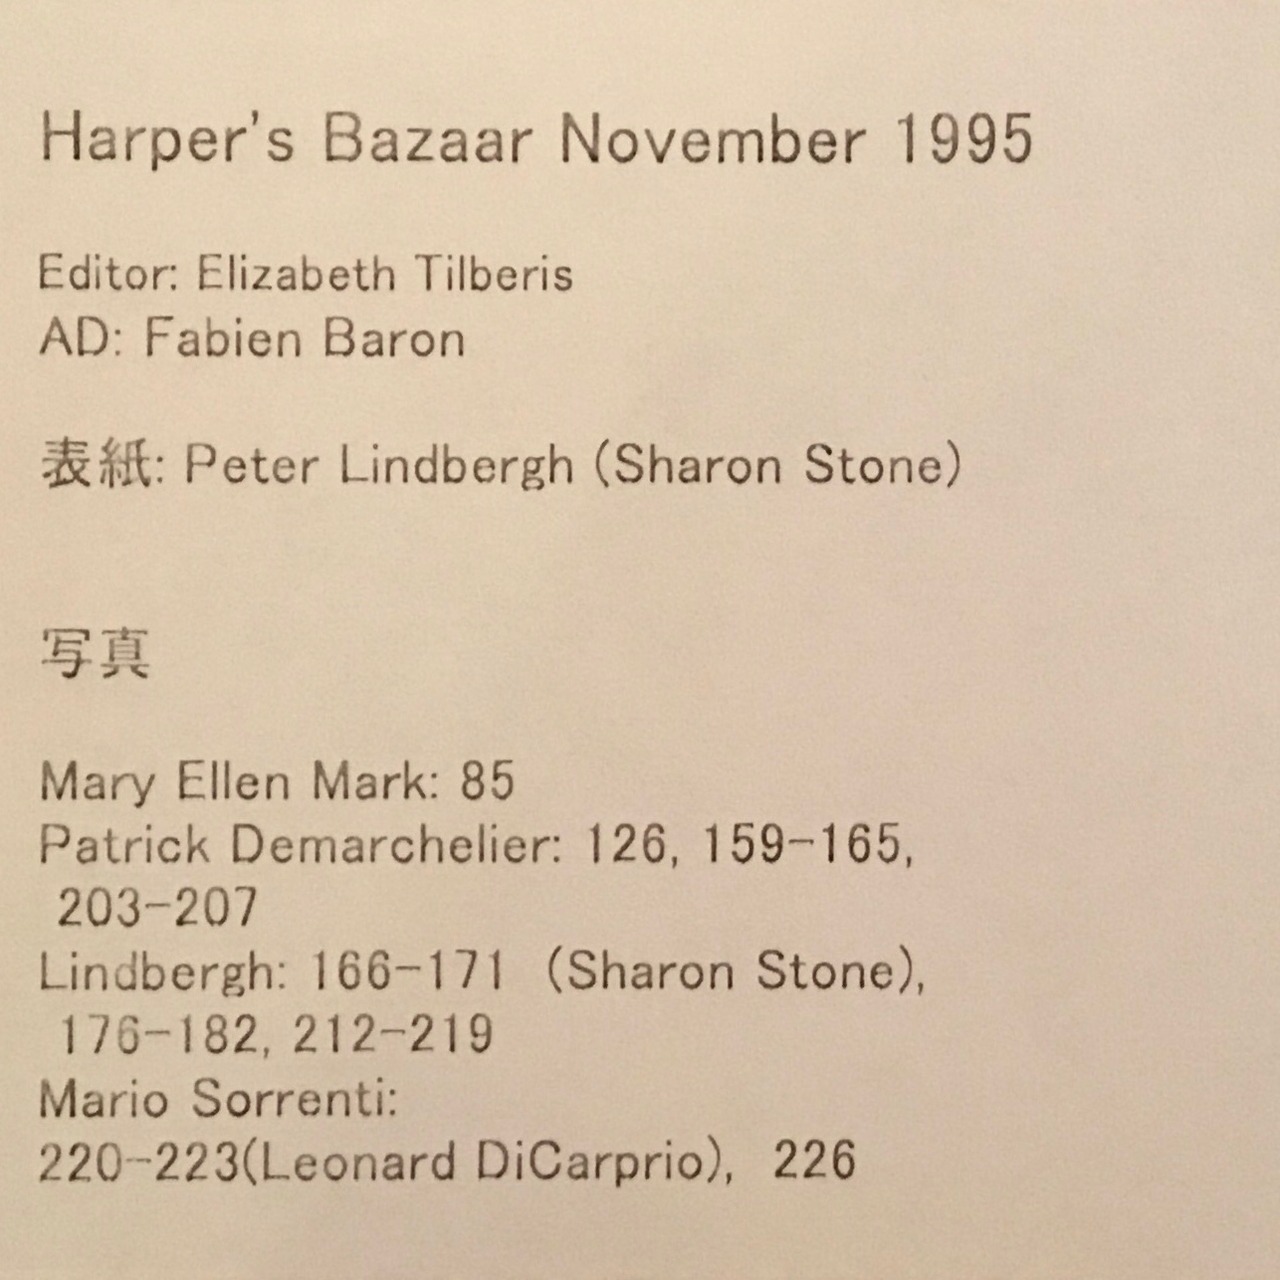 Harper's Bazaar November 1995
Editor: Elizabeth Tilberis
AD: Fabien Baron
表紙: Peter Lindbergh (Sharon Stone)
写真
Mary Ellen Mark: 85
Patrick Demarchelier: 126, 159-165,
203-207
Lindbergh: 166-171 (Sharon Stone),
176-182, 212-219
Mario Sorrenti:
220-223(Leonard DiCarprio), 226